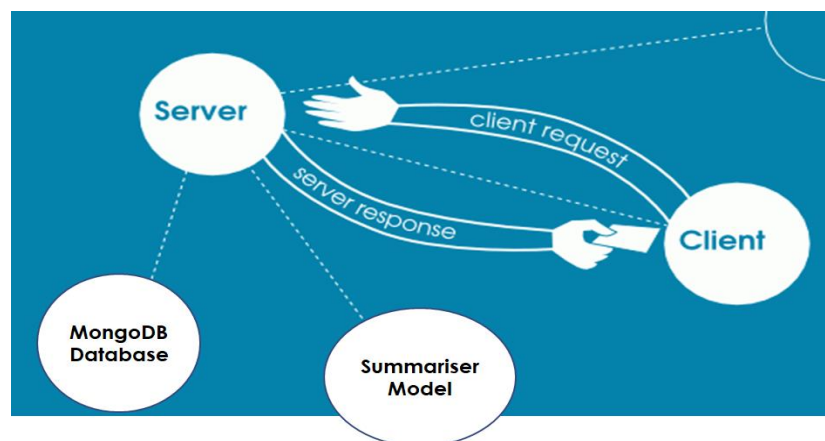 Server
client request
server response
Client
MongoDB
Database
Summariser
Model